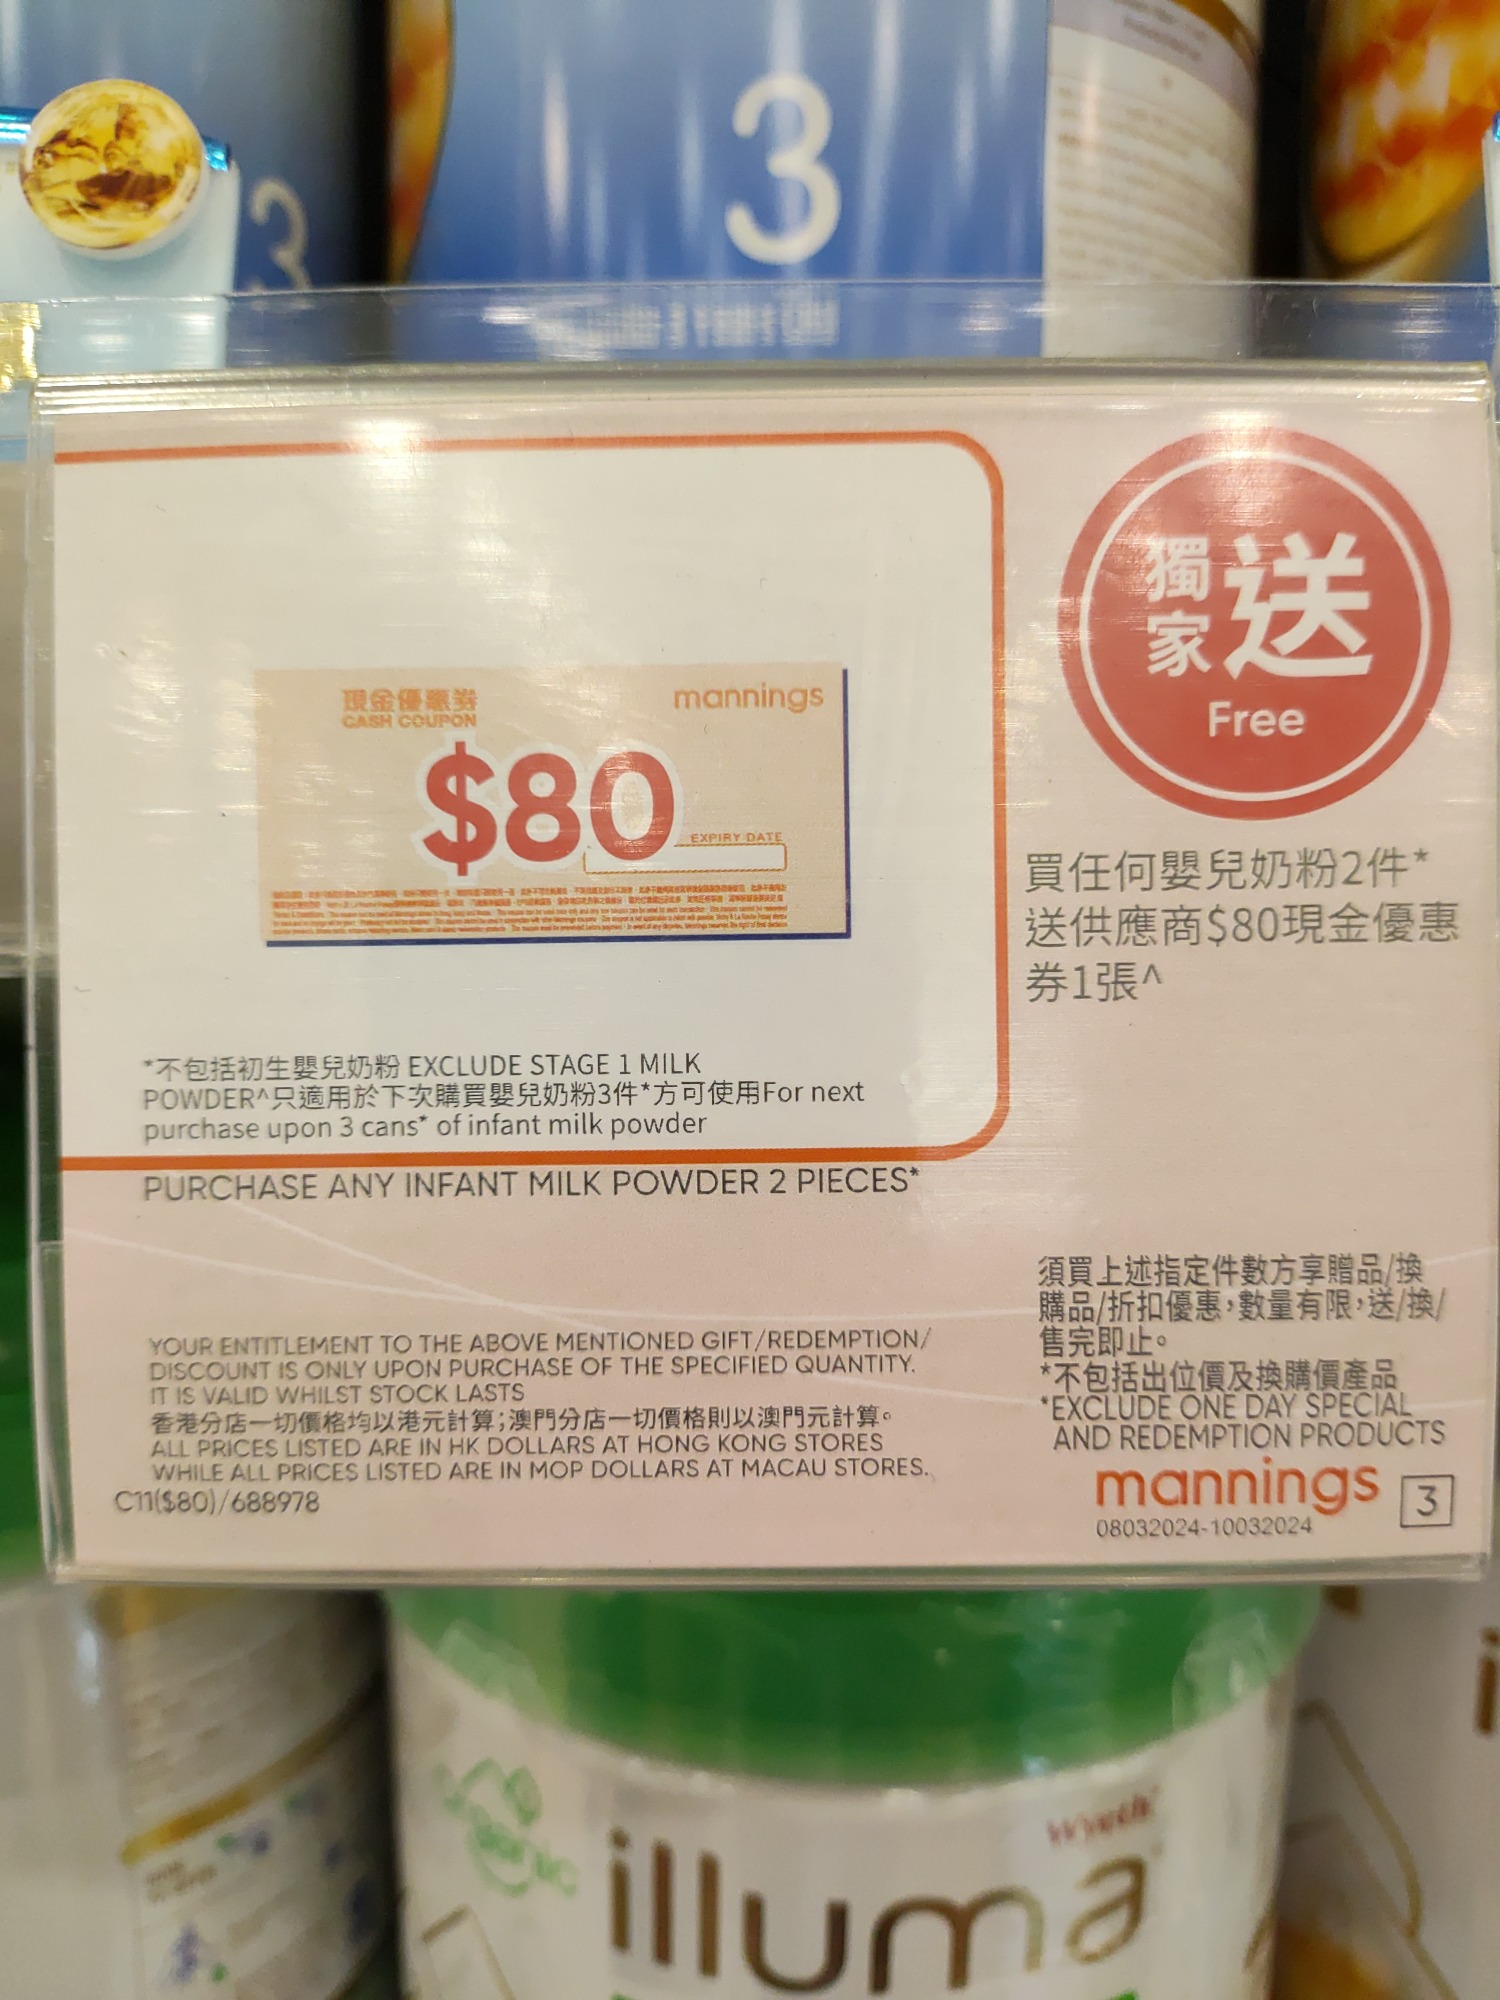 3
3
獨家送
Free
現金優惠券
CASH COUPON
mannings
$80
EXPIRY DATE
買任何嬰兒奶粉2件*
送供應商$80現金優惠
券1張^
*不包括初生嬰兒奶粉 EXCLUDE STAGE 1 MILK
POWDER^只適用於下次購買嬰兒奶粉3件*方可使用For next
purchase upon 3 cans* of infant milk powder
PURCHASE ANY INFANT MILK POWDER 2 PIECES*
須買上述指定件數方享贈品/換
購品/折扣優惠，數量有限，送/換/
售完即止。
*不包括出位價及換購價產品
*EXCLUDE ONE DAY SPECIAL
AND REDEMPTION PRODUCTS
YOUR ENTITLEMENT TO THE ABOVE MENTIONED GIFT/REDEMPTION/
DISCOUNT IS ONLY UPON PURCHASE OF THE SPECIFIED QUANTITY.
IT IS VALID WHILST STOCK LASTS
香港分店一切價格均以港元計算;澳門分店一切價格則以澳門元計算。
ALL PRICES LISTED ARE IN HK DOLLARS AT HONG KONG STORES
WHILE ALL PRICES LISTED ARE IN MOP DOLLARS AT MACAU STORES.
C11($80)/688978
mannings 3
08032024-10032024
Wyeth
organic
illuma